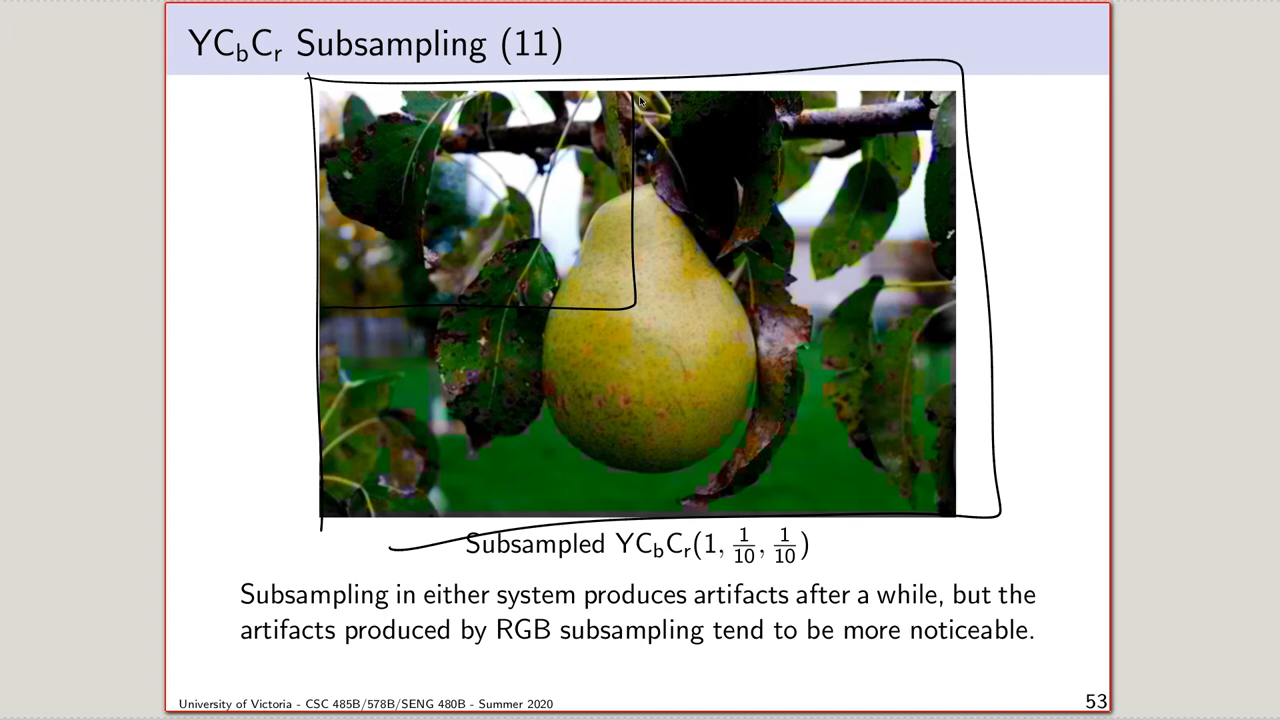 YCbCr Subsampling (11)
Subsampled YCbCr(1, 1/10, 1/10)
Subsampling in either system produces artifacts after a while, but the
artifacts produced by RGB subsampling tend to be more noticeable.
University of Victoria - CSC 485B/578B/SENG 480B - Summer 2020
53